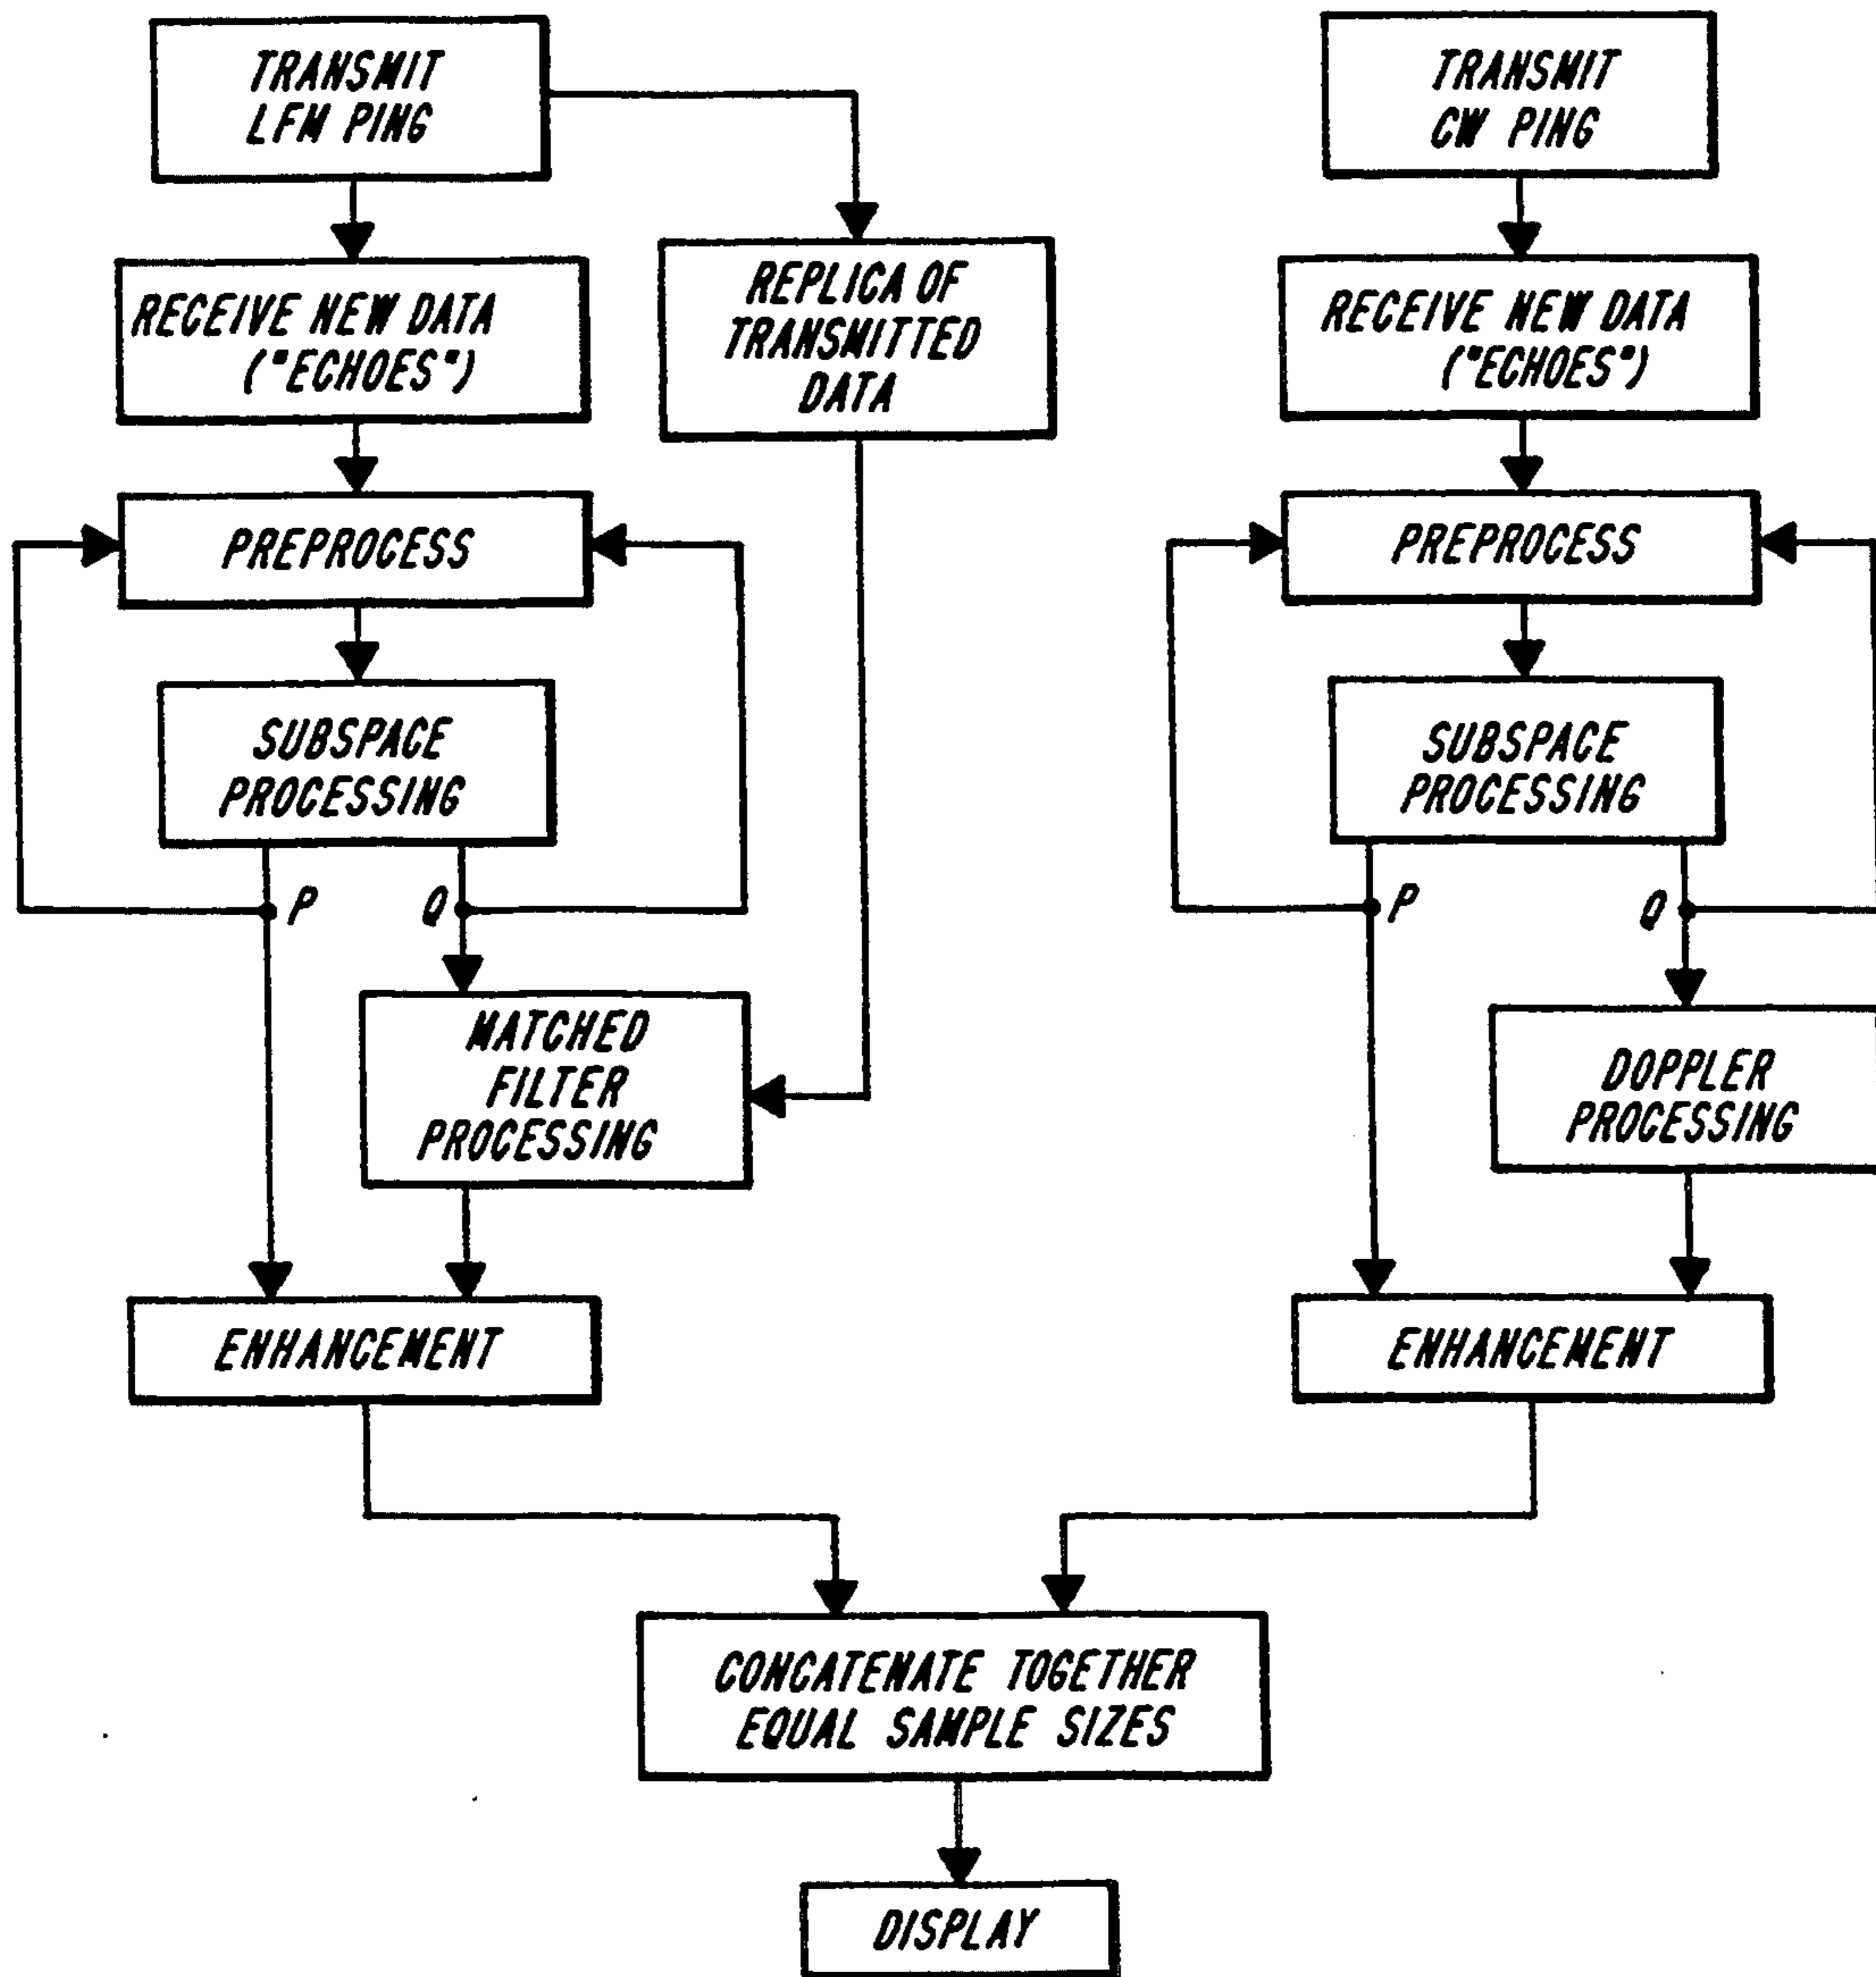 TRANSMIT
LFM PING
TRANSMIT
CW PING
RECEIVE NEW DATA
("ECHOES")
REPLICA OF
TRANSMITTED
DATA
RECEIVE NEW DATA
("ECHOES")
PREPROCESS
PREPROCESS
SUBSPACE
PROCESSING
SUBSPACE
PROCESSING
P
Q
P
Q
MATCHED
FILTER
PROCESSING
DOPPLER
PROCESSING
ENHANCEMENT
ENHANCEMENT
CONCATENATE TOGETHER
EQUAL SAMPLE SIZES
DISPLAY